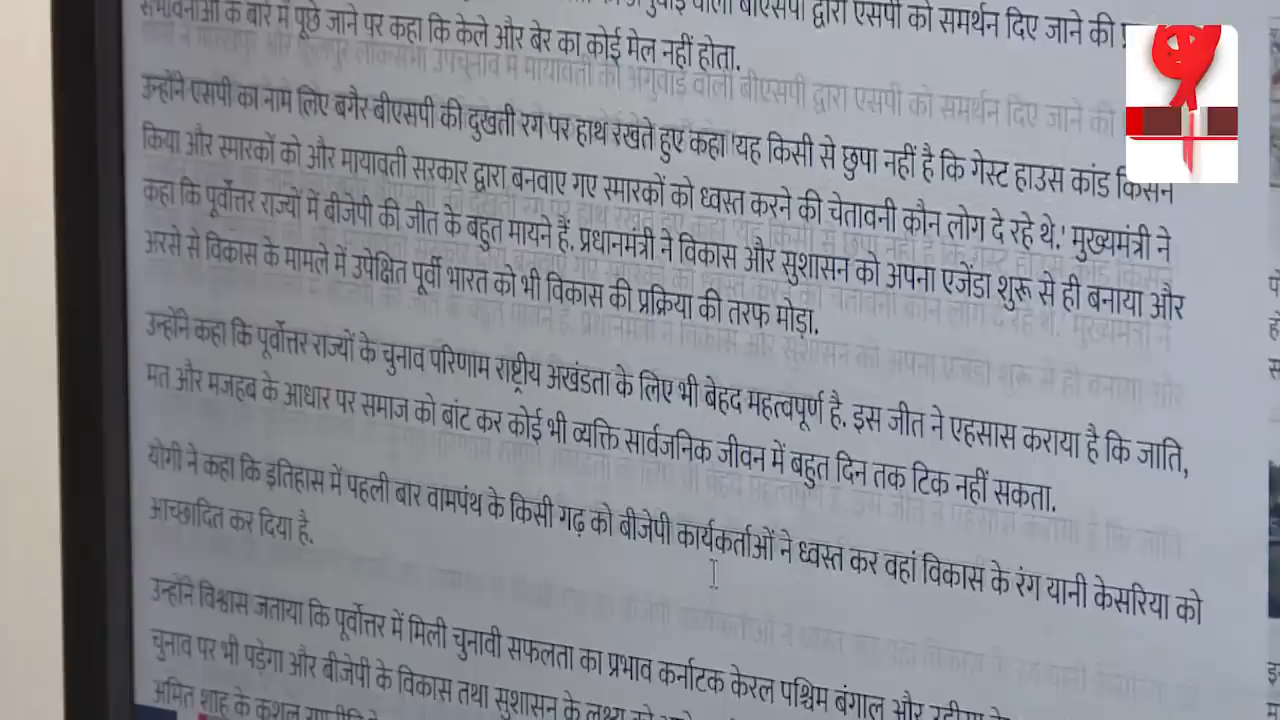 वाली बीएसपी द्वारा एसपी को समर्थन दिए जाने की
संभावनाओं के बारे में पूछे जाने पर कहा कि केले और बेर का कोई मेल नहीं होता.
उन्होंने एसपी का नाम लिए बगैर बीएसपी की दुखती रग पर हाथ रखते हुए कहा 'यह किसी से छुपा नहीं है कि गेस्ट हाउस कांड किसने
किया और स्मारकों को और मायावती सरकार द्वारा बनवाए गए स्मारकों को ध्वस्त करने की चेतावनी कौन लोग दे रहे थे.' मुख्यमंत्री ने
कहा कि पूर्वोत्तर राज्यों में बीजेपी की जीत के बहुत मायने हैं. प्रधानमंत्री ने विकास और सुशासन को अपना एजेंडा शुरू से ही बनाया और
अरसे से विकास के मामले में उपेक्षित पूर्वी भारत को भी विकास की प्रक्रिया की तरफ मोड़ा.
उन्होंने कहा कि पूर्वोत्तर राज्यों के चुनाव परिणाम राष्ट्रीय अखंडता के लिए भी बेहद महत्वपूर्ण है. इस जीत ने एहसास कराया है कि जाति,
मत और मजहब के आधार पर समाज को बांट कर कोई भी व्यक्ति सार्वजनिक जीवन में बहुत दिन तक टिक नहीं सकता.
योगी ने कहा कि इतिहास में पहली बार वामपंथ के किसी गढ़ को बीजेपी कार्यकर्ताओं ने ध्वस्त कर वहां विकास के रंग यानी केसरिया को
आच्छादित कर दिया है.
उन्होंने विश्वास जताया कि पूर्वोत्तर में मिली चुनावी सफलता का प्रभाव कर्नाटक केरल पश्चिम बंगाल और
चुनाव पर भी पड़ेगा और बीजेपी के विकास तथा सुशासन के लक्ष्य को
अमित शाह के कुशल